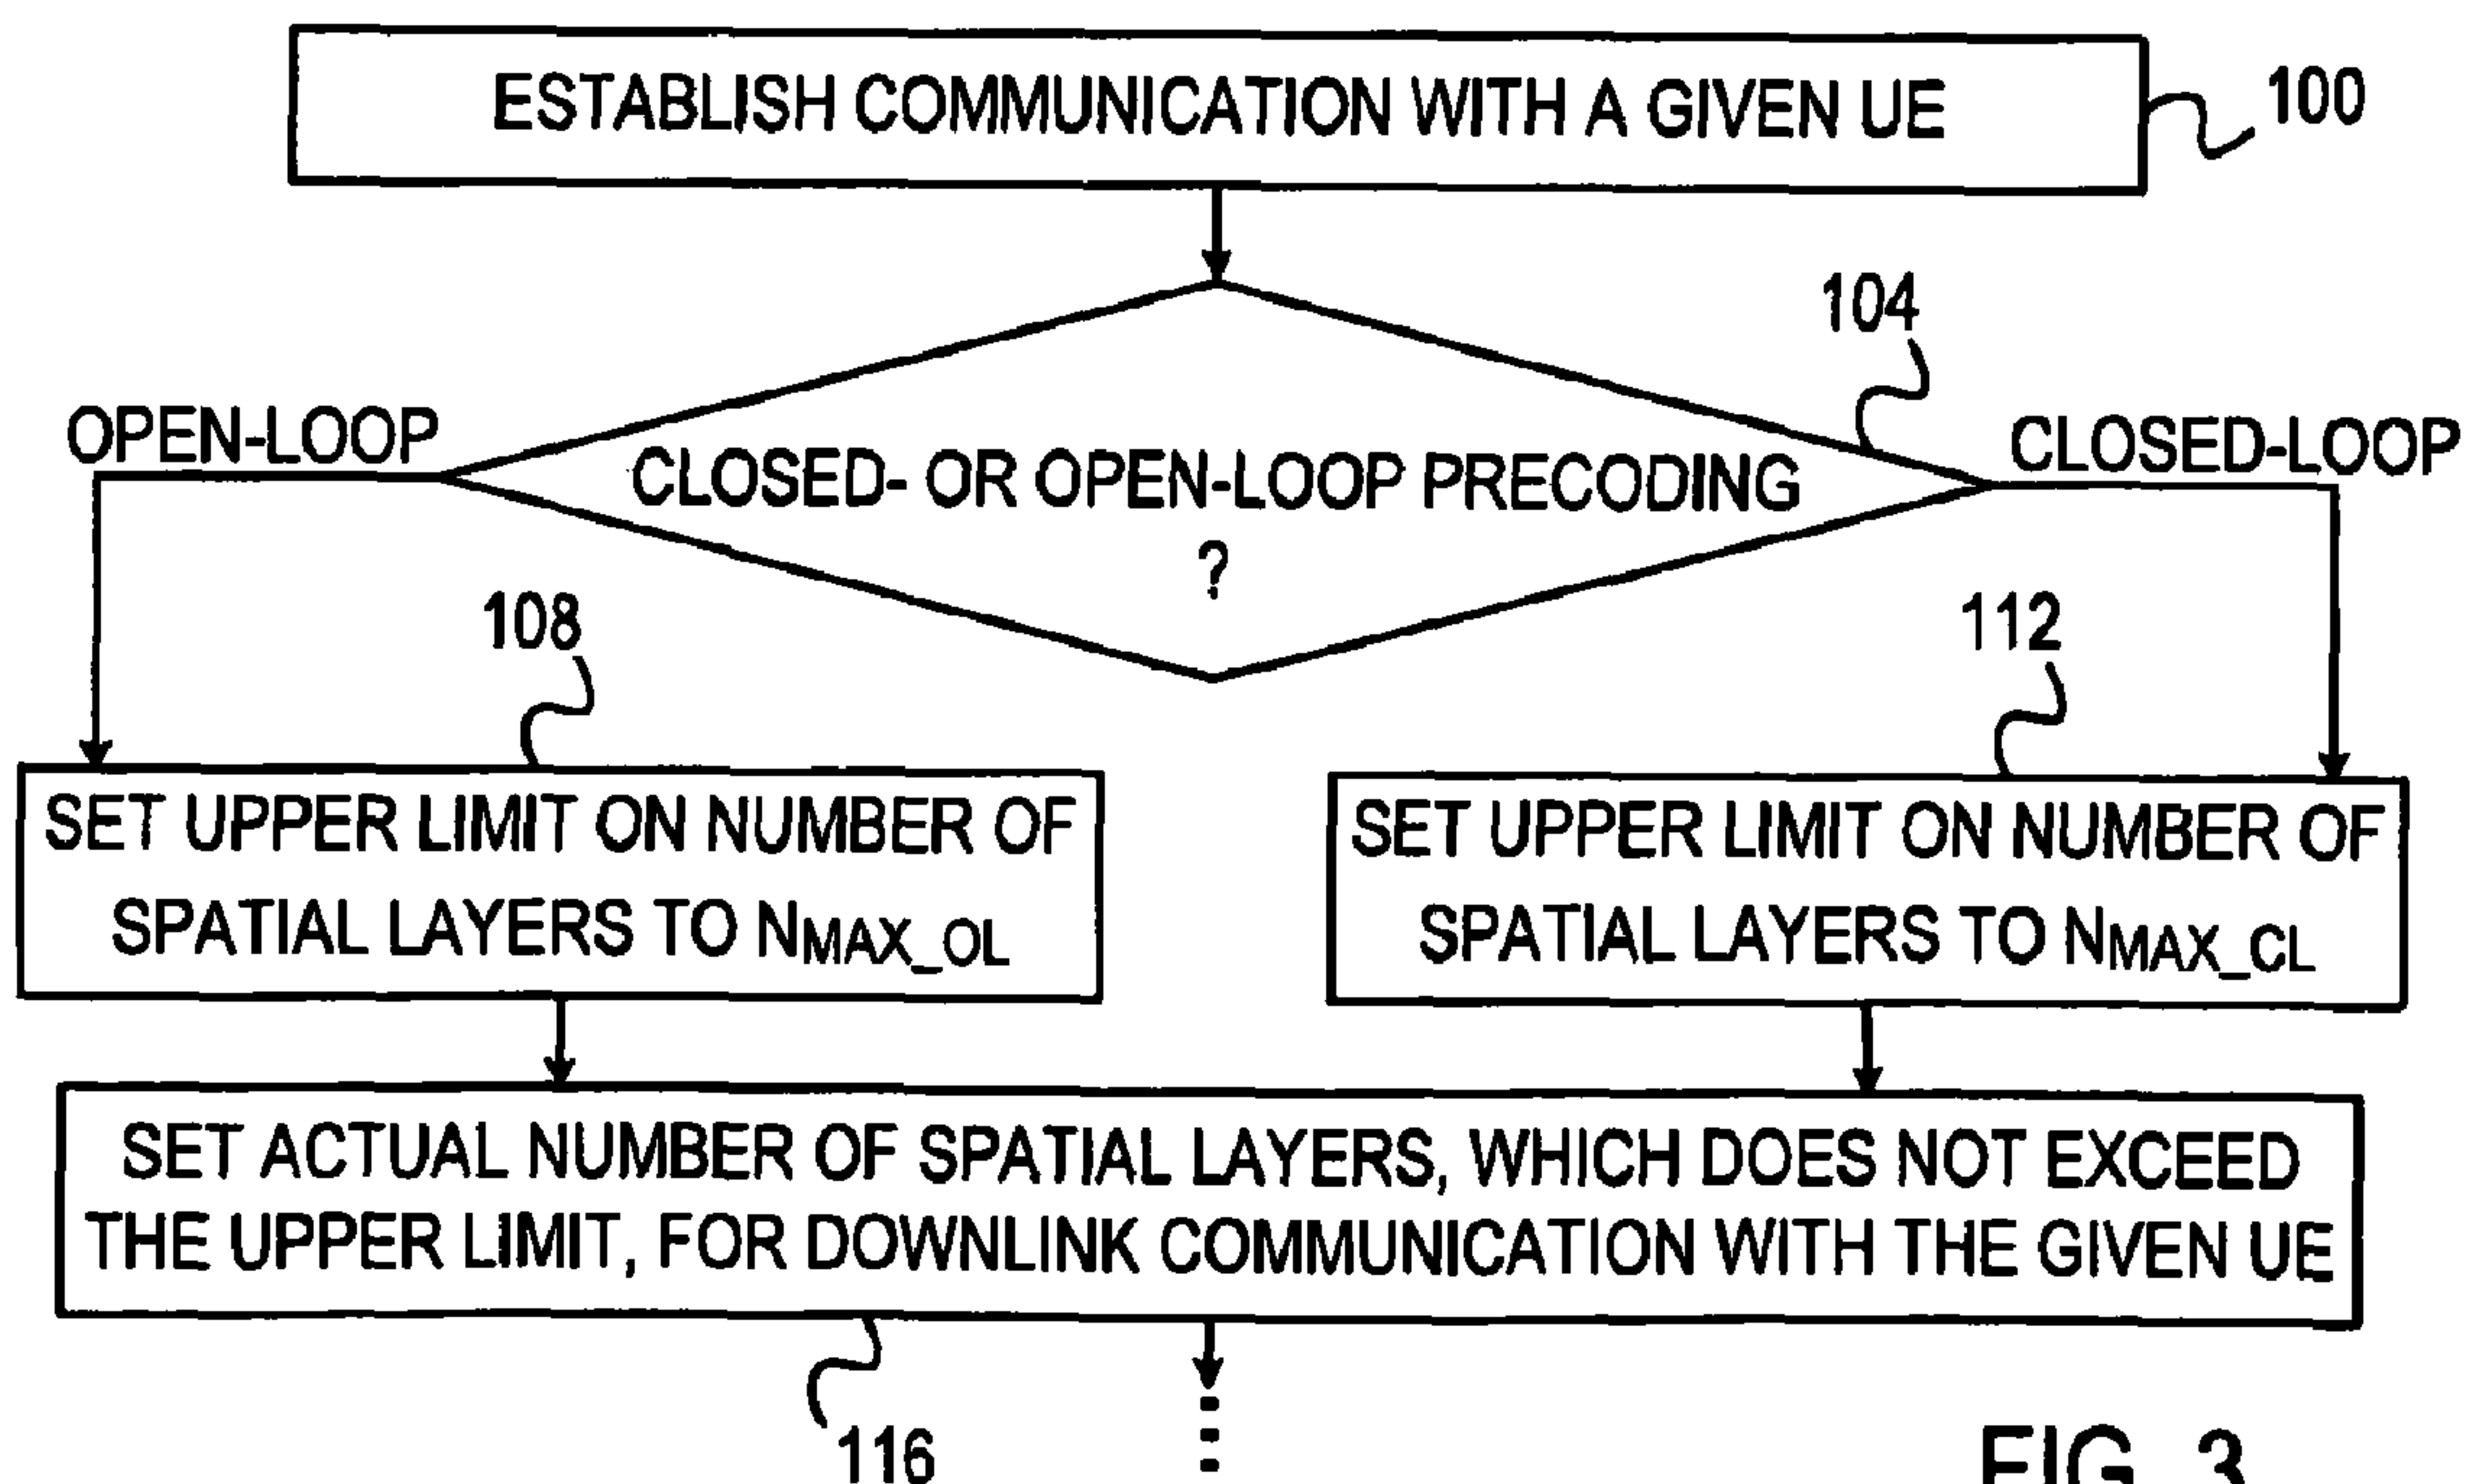 ESTABLISH COMMUNICATION WITH A GIVEN UE
100
104
OPEN-LOOP
CLOSED-LOOP
CLOSED- OR OPEN-LOOP PRECODING
?
108
112
SET UPPER LIMIT ON NUMBER OF
SPATIAL LAYERS TO NMAX_OL
SET UPPER LIMIT ON NUMBER OF
SPATIAL LAYERS TO NMAX_CL
SET ACTUAL NUMBER OF SPATIAL LAYERS, WHICH DOES NOT EXCEED
THE UPPER LIMIT, FOR DOWNLINK COMMUNICATION WITH THE GIVEN UE
116
FIG. 3